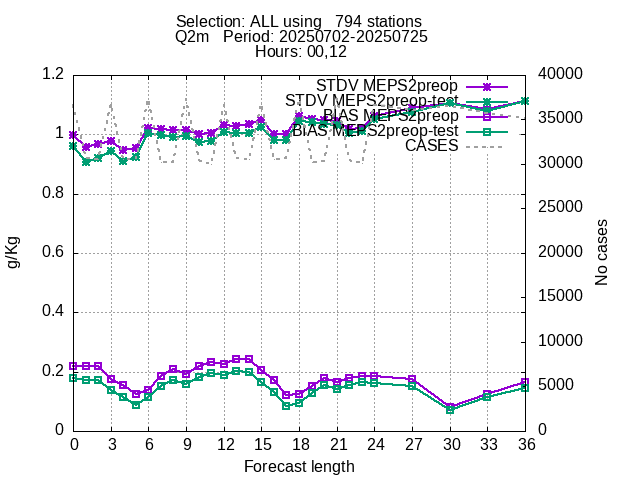 Selection: ALL using   794 stations
Q2m   Period: 20250702-20250725
Hours: 00,12
STDV MEPS2preop
STDV MEPS2preop-test
BIAS MEPS2preop
BIAS MEPS2preop-test
CASES
1.2
1
0.8
0.6
0.4
0.2
0
g/Kg
40000
35000
30000
25000
20000
15000
10000
5000
0
No cases
0 3 6 9 12 15 18 21 24 27 30 33 36
Forecast length